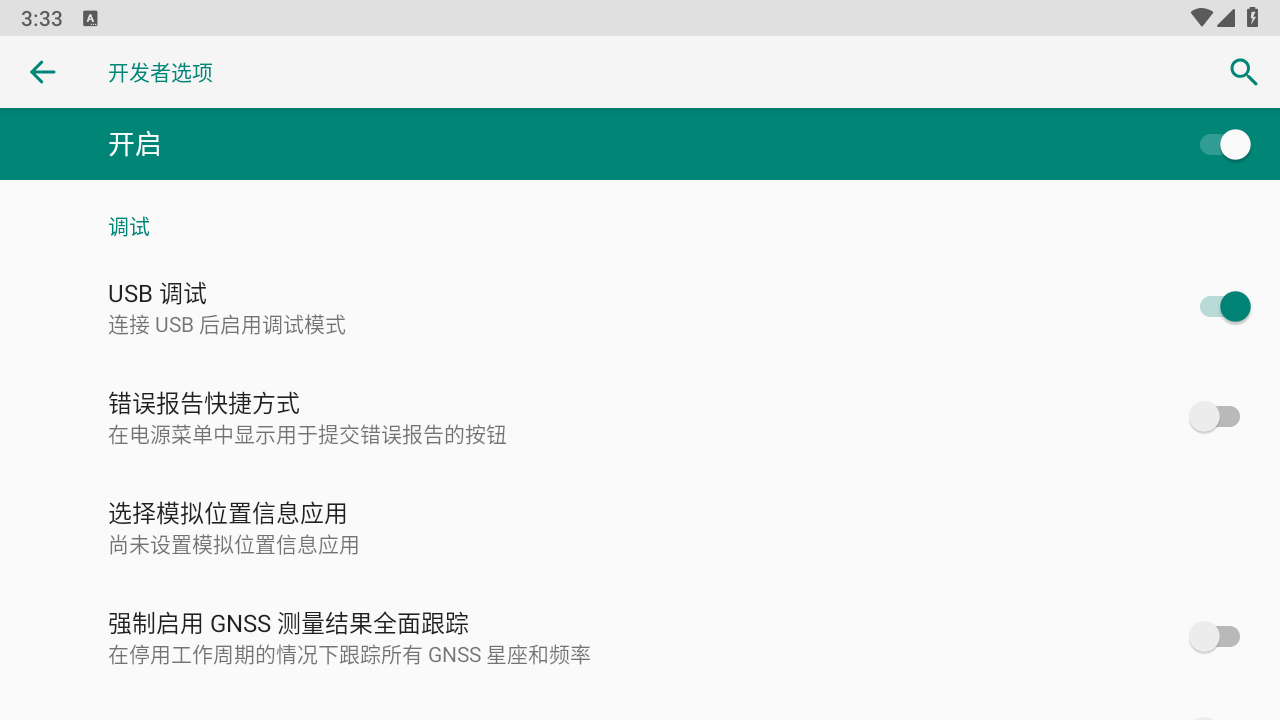 3:33
开发者选项
开启
调试
USB 调试
连接 USB 后启用调试模式
错误报告快捷方式
在电源菜单中显示用于提交错误报告的按钮
选择模拟位置信息应用
尚未设置模拟位置信息应用
强制启用 GNSS 测量结果全面跟踪
在停用工作周期的情况下跟踪所有 GNSS 星座和频率